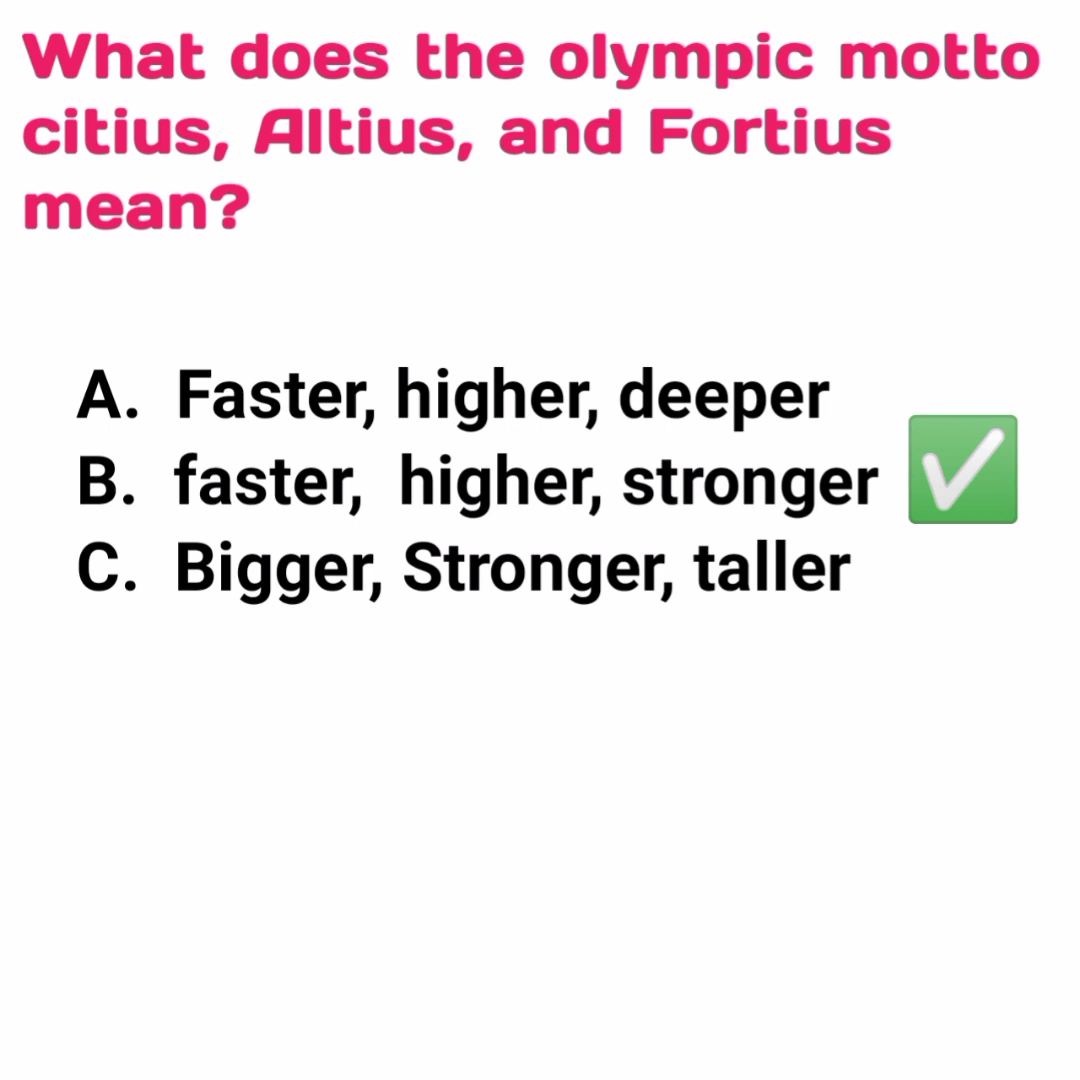 What does the olympic motto
citius, Altius, and Fortius
mean?
A. Faster, higher, deeper
B. faster, higher, stronger
C. Bigger, Stronger, taller